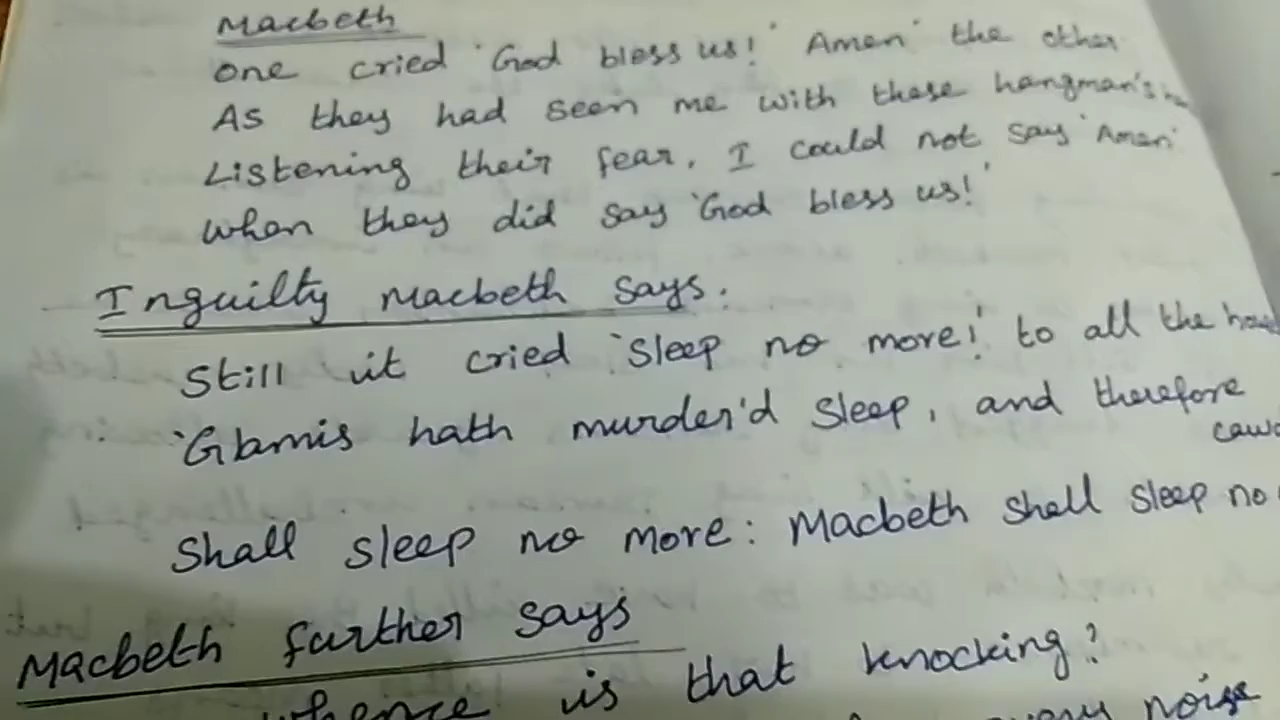 Macbeth
one cried 'God bless us!' 'Amen' the other
As they had seen me with these hangman's
Listening their fear. I could not say 'Amen'
when they did say 'God bless us!'
Inguilty Macbeth says.
Still it cried 'Sleep no more!' to all the
'Glamis hath murder'd sleep, and therefore
Shall sleep no more: Macbeth shall sleep no
Macbeth further says
whence is that knocking?
every noise